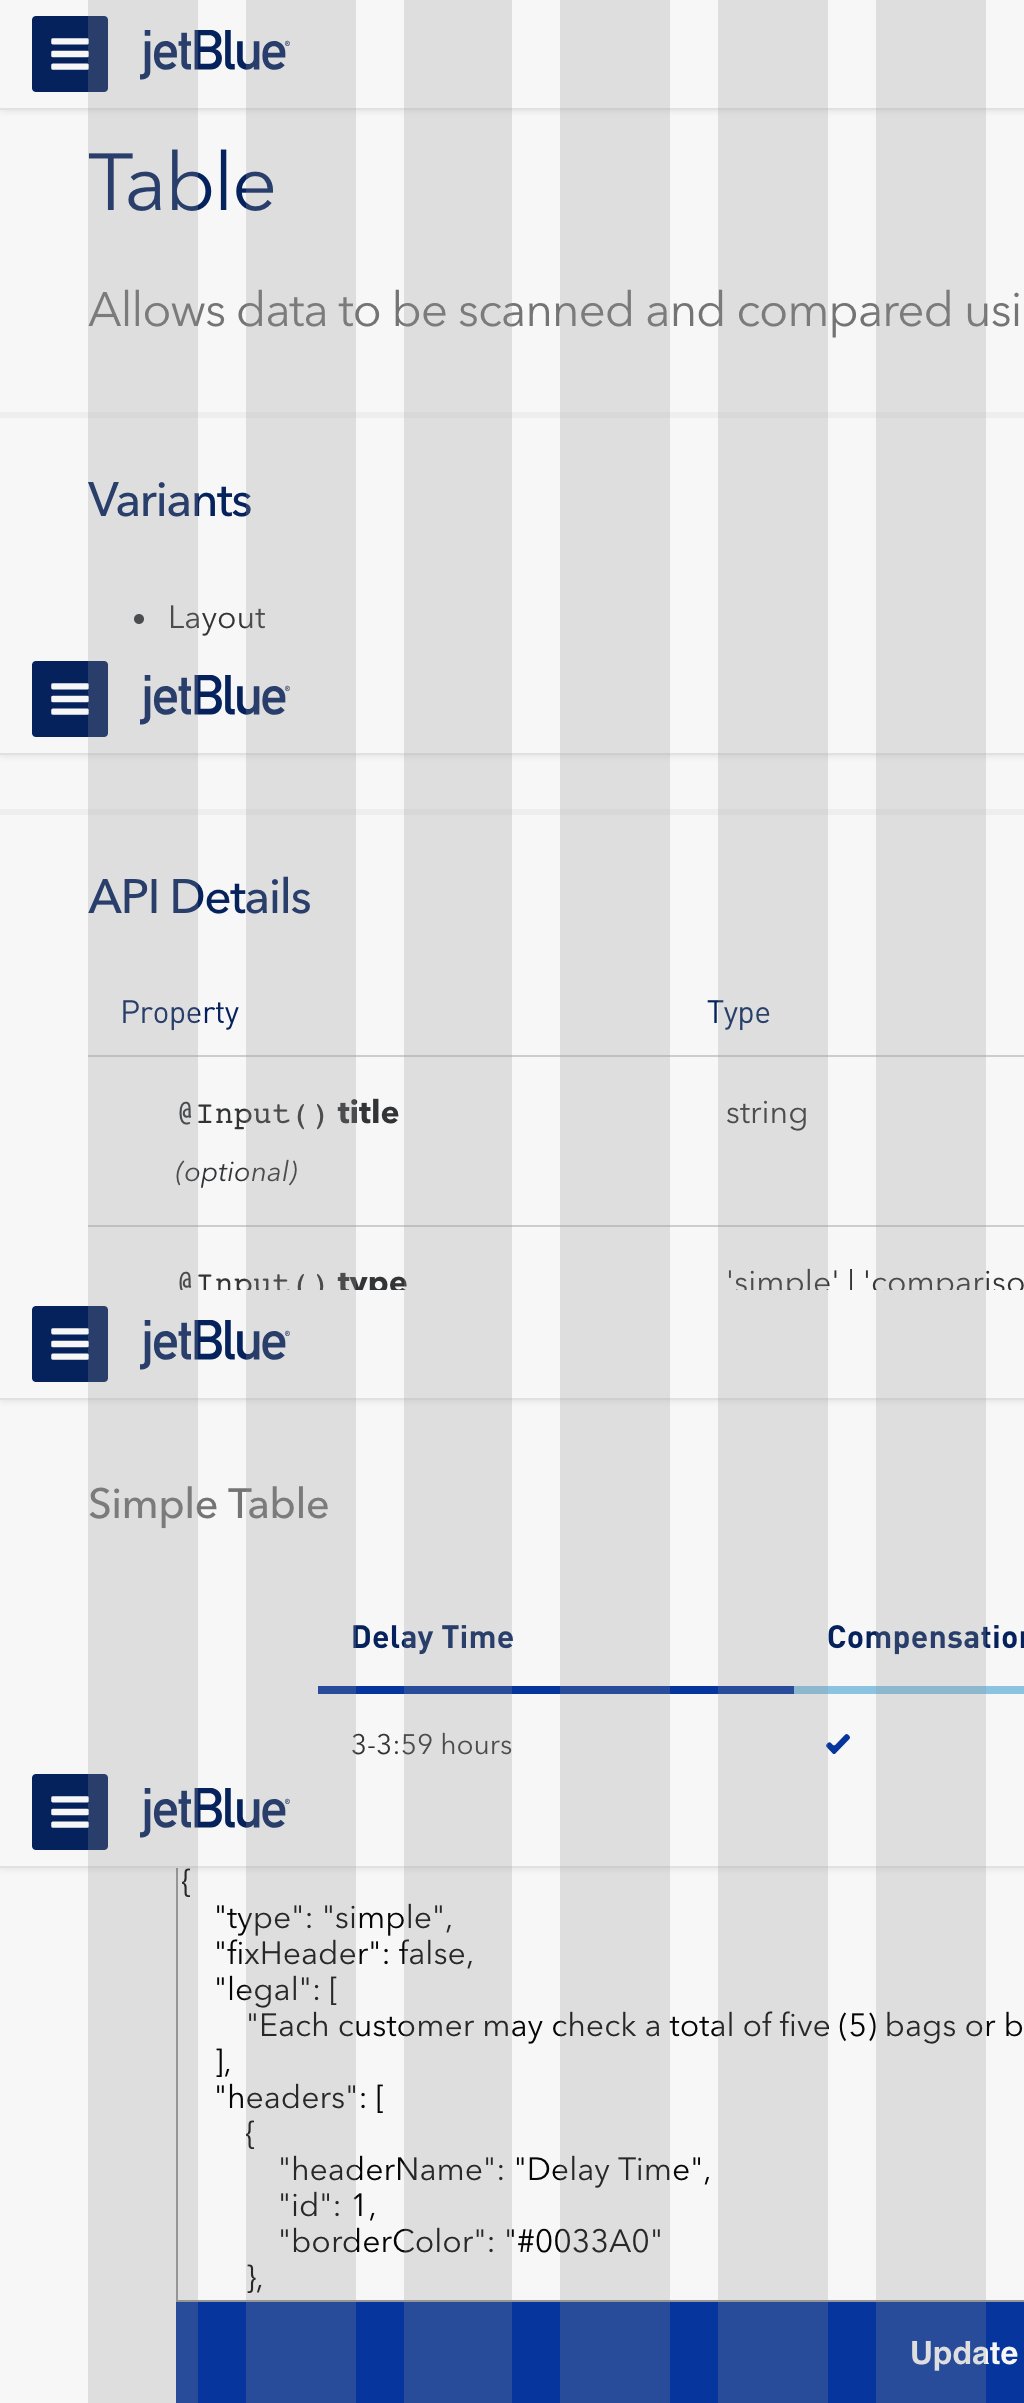 jetBlue
Table
Allows data to be scanned and compared usi
Variants
• Layout
jetBlue
API Details
Property Type
@Input() title string
(optional)
@Input() type 'simple' | 'compariso
jetBlue
Simple Table
Delay Time Compensation
3-3:59 hours
jetBlue
{
"type": "simple",
"fixHeader": false,
"legal": [
"Each customer may check a total of five (5) bags or b
],
"headers": [
{
"headerName": "Delay Time",
"id": 1,
"borderColor": "#0033A0"
},
Update